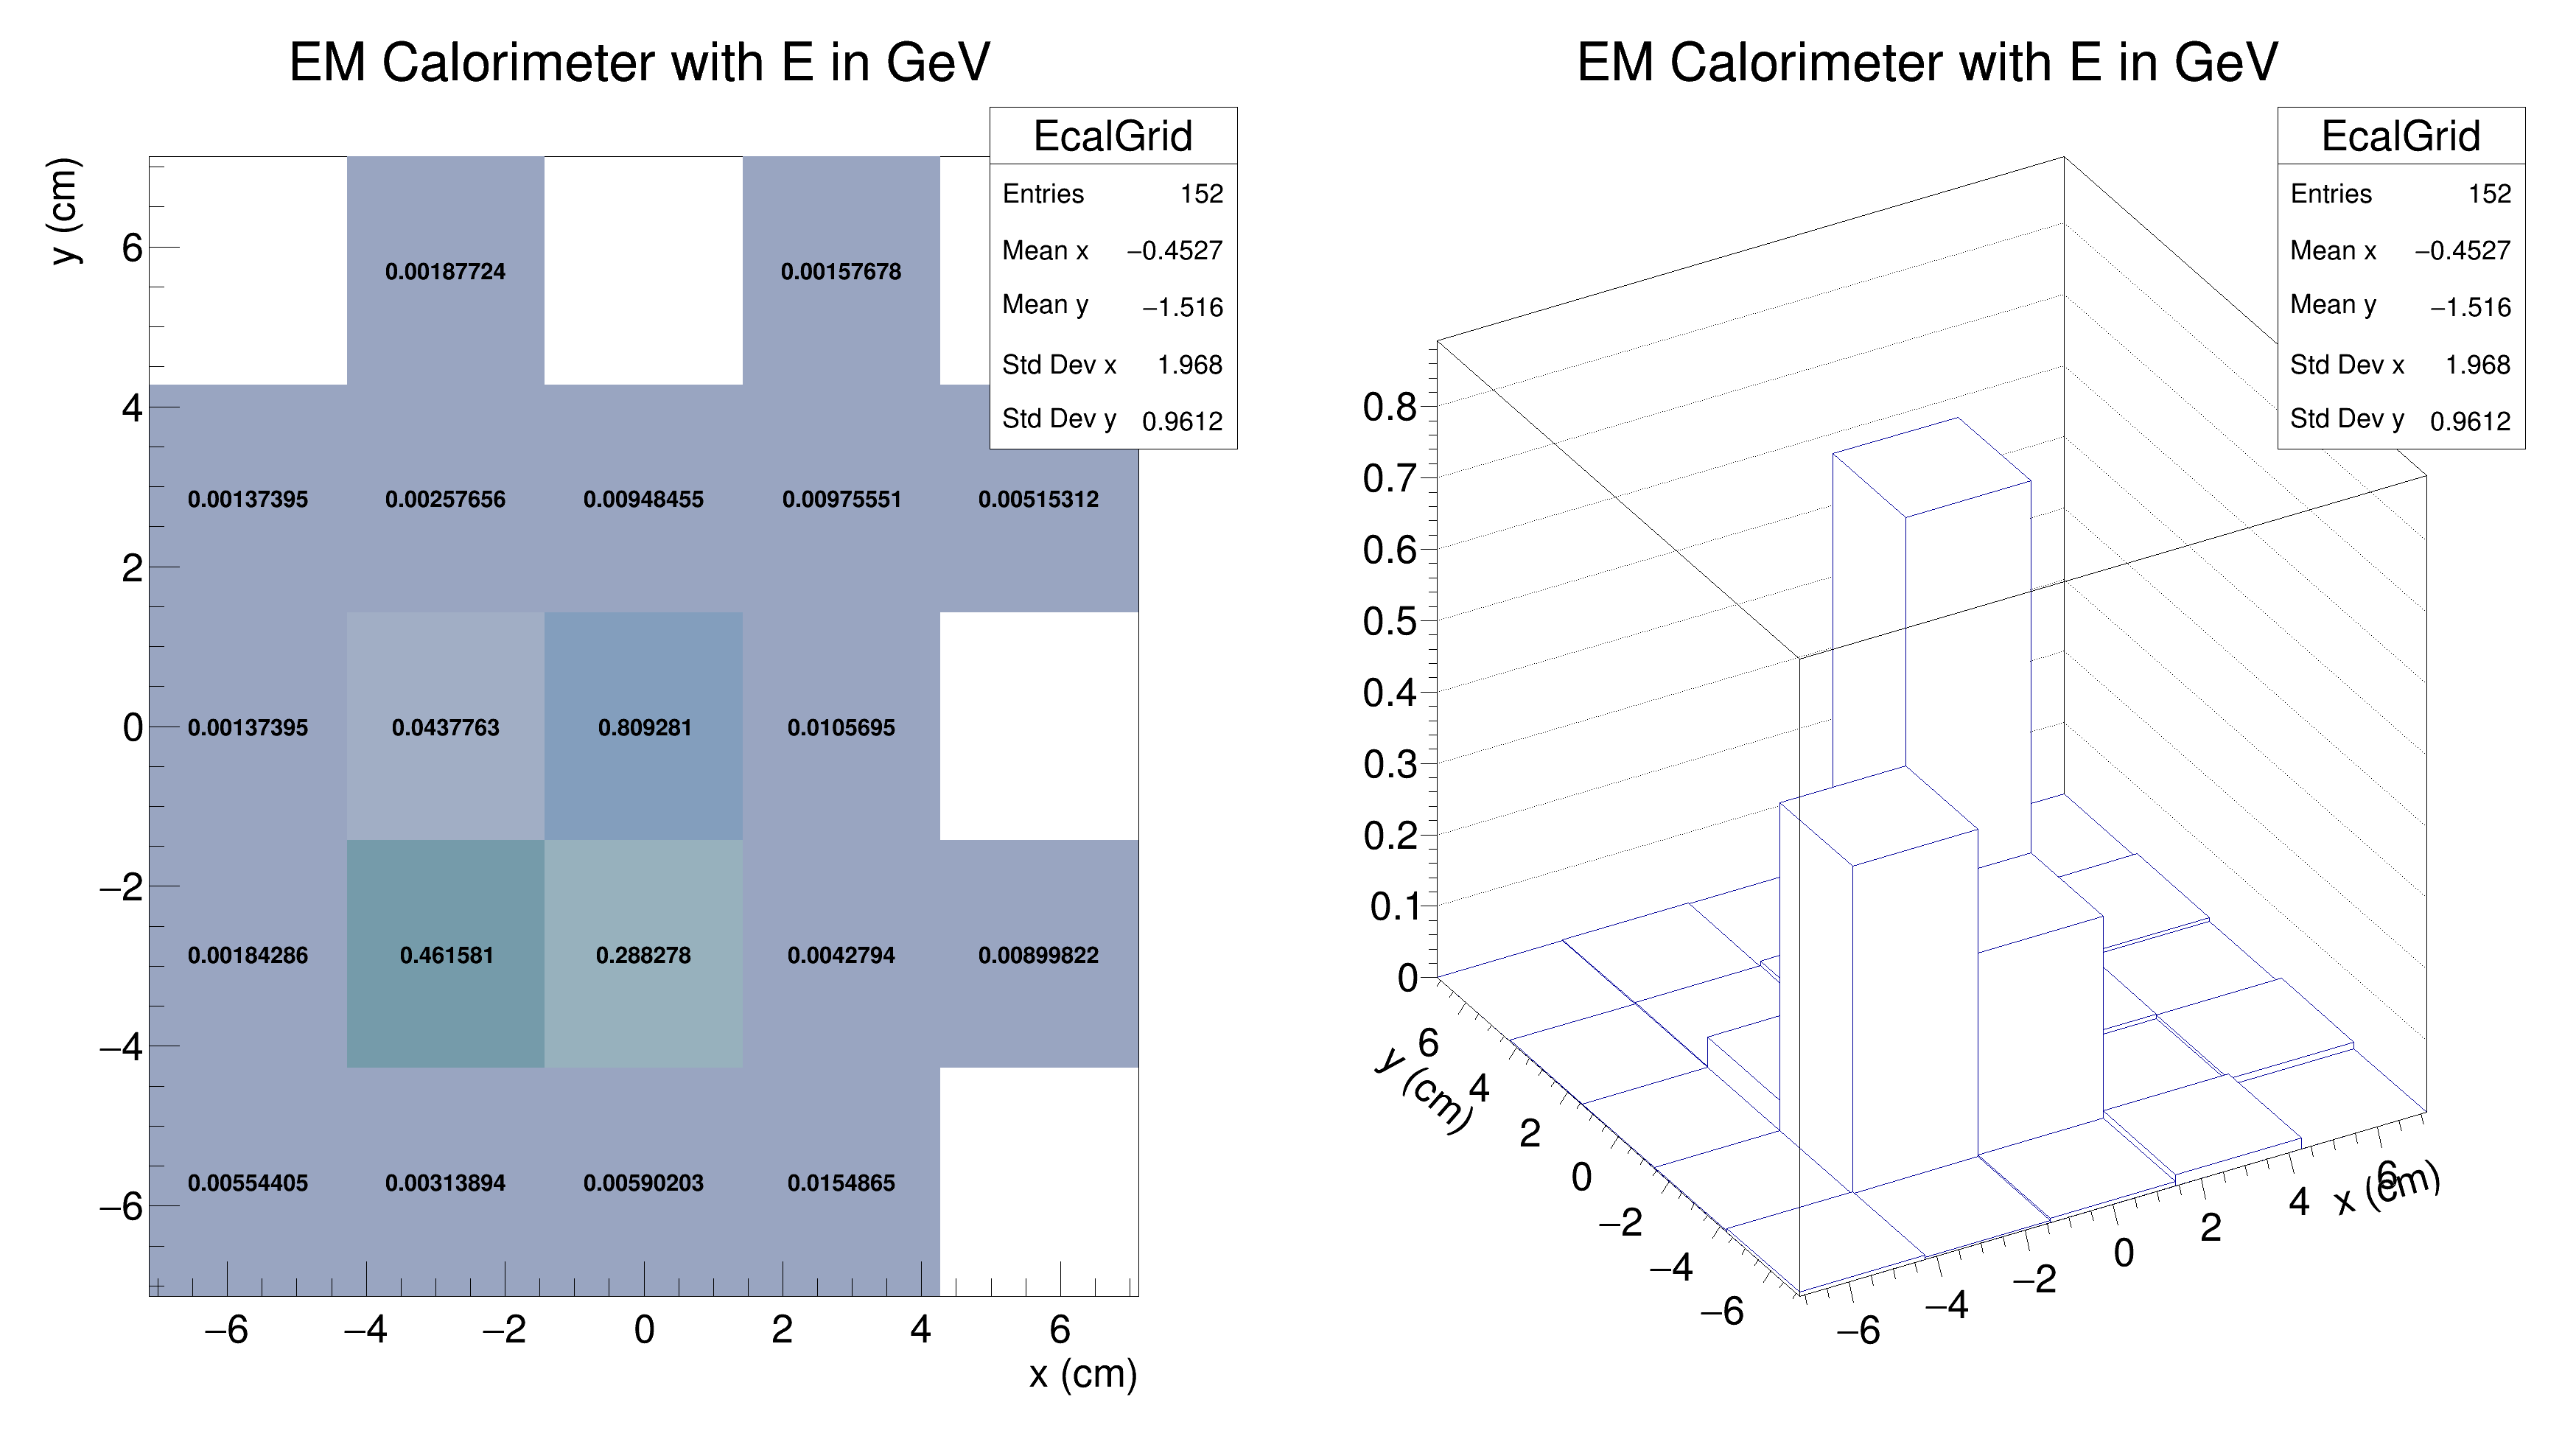 EM Calorimeter with E in GeV
EcalGrid
Entries 152
Mean x −0.4527
Mean y −1.516
Std Dev x 1.968
Std Dev y 0.9612
y (cm)
6
0.00187724 0.00157678
4
0.00137395 0.00257656 0.00948455 0.00975551 0.00515312
2
0
0.00137395 0.0437763 0.809281 0.0105695
−2
0.00184286 0.461581 0.288278 0.0042794 0.00899822
−4
0.00554405 0.00313894 0.00590203 0.0154865
−6
−6 −4 −2 0 2 4 6
x (cm)
EM Calorimeter with E in GeV
EcalGrid
Entries 152
Mean x −0.4527
Mean y −1.516
Std Dev x 1.968
Std Dev y 0.9612
0.8
0.7
0.6
0.5
0.4
0.3
0.2
0.1
0
y (cm)
6
4
2
0
−2
−4
−6
−6 −4 −2 0 2 4 6
x (cm)